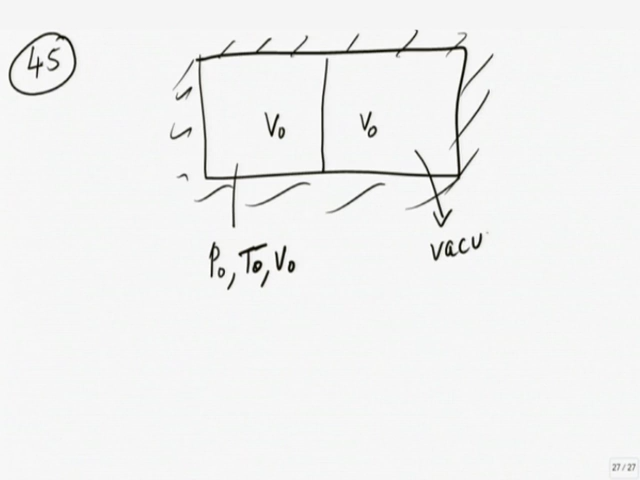 45
V₀ V₀
P₀, T₀, V₀
vacu
27 / 27